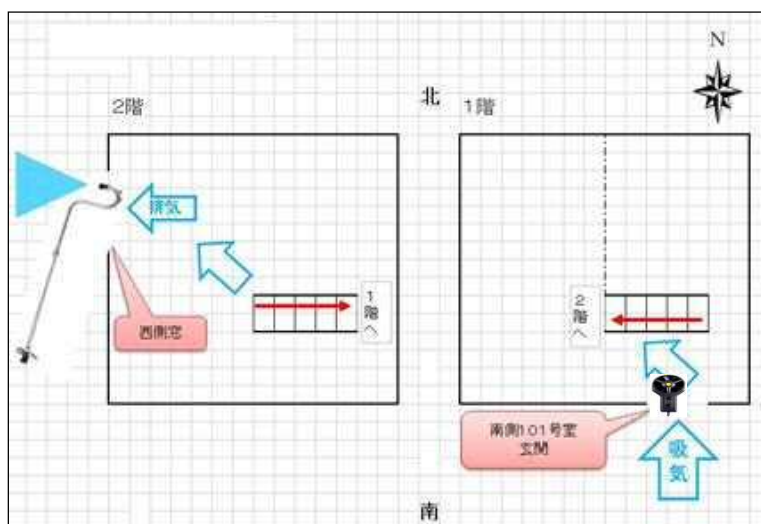 N
北
2階
1階
排気
1
階
へ
2
階
へ
西側窓
南側101号室
玄関
吸
気
南